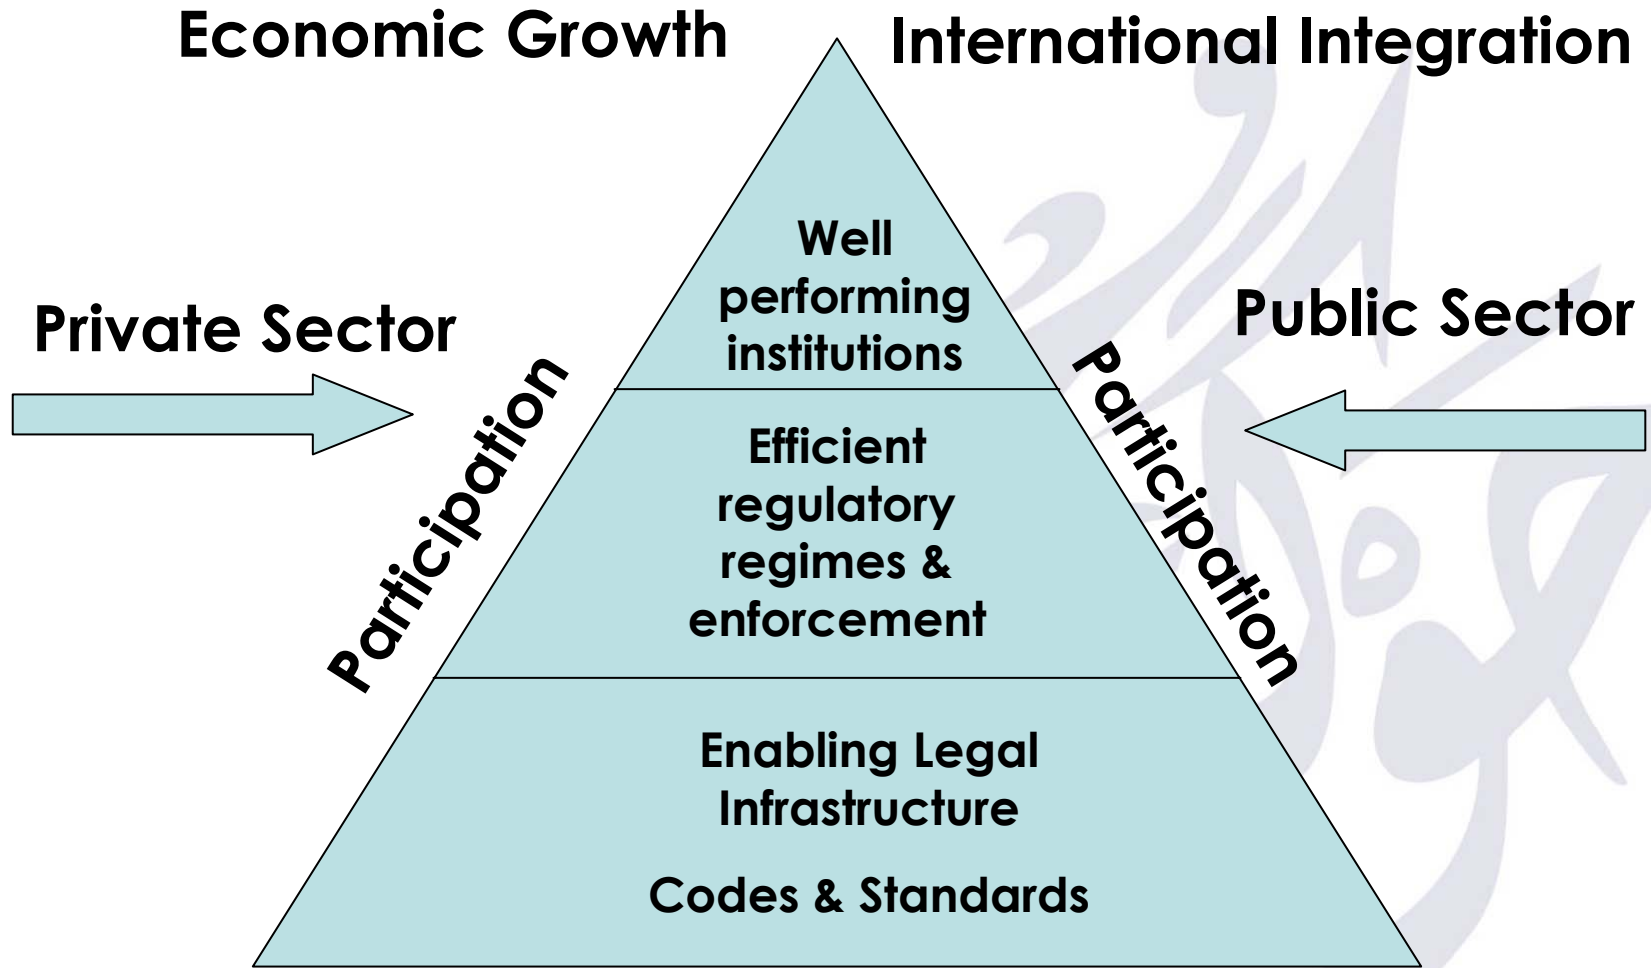 Economic Growth
International Integration
Well
performing
institutions
Private Sector
Public Sector
Participation
Participation
Efficient
regulatory
regimes &
enforcement
Enabling Legal
Infrastructure
Codes & Standards